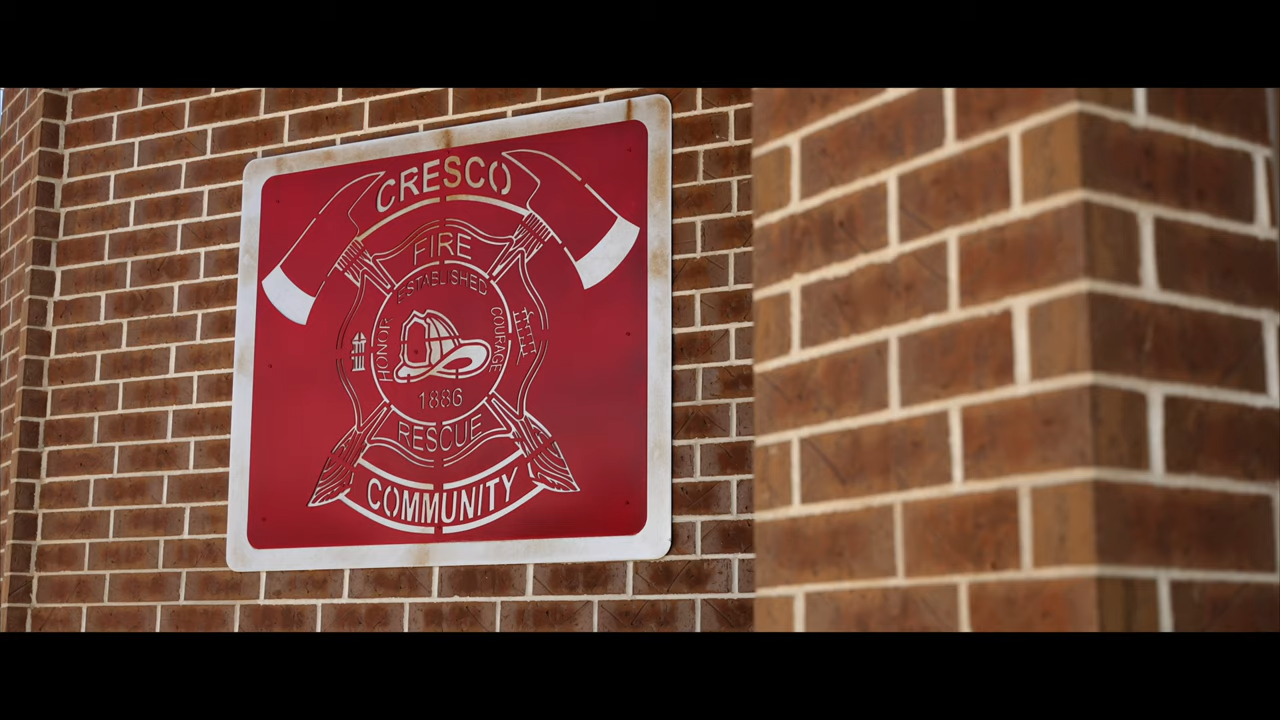 CRESCO
FIRE
ESTABLISHED
HONOR
COURAGE
1886
RESCUE
COMMUNITY